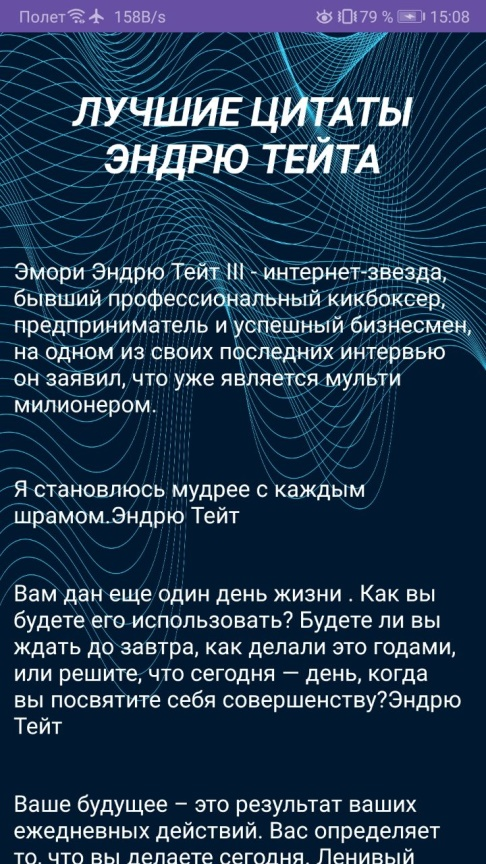 Полет 158B/s 79 % 15:08
ЛУЧШИЕ ЦИТАТЫ
ЭНДРЮ ТЕЙТА
Эмори Эндрю Тейт III - интернет-звезда,
бывший профессиональный кикбоксер,
предприниматель и успешный бизнесмен,
на одном из своих последних интервью
он заявил, что уже является мульти
милионером.
Я становлюсь мудрее с каждым
шрамом.Эндрю Тейт
Вам дан еще один день жизни . Как вы
будете его использовать? Будете ли вы
ждать до завтра, как делали это годами,
или решите, что сегодня — день, когда
вы посвятите себя совершенству?Эндрю
Тейт
Ваше будущее – это результат ваших
ежедневных действий. Вас определяет
то, что вы делаете сегодня. Ленивый